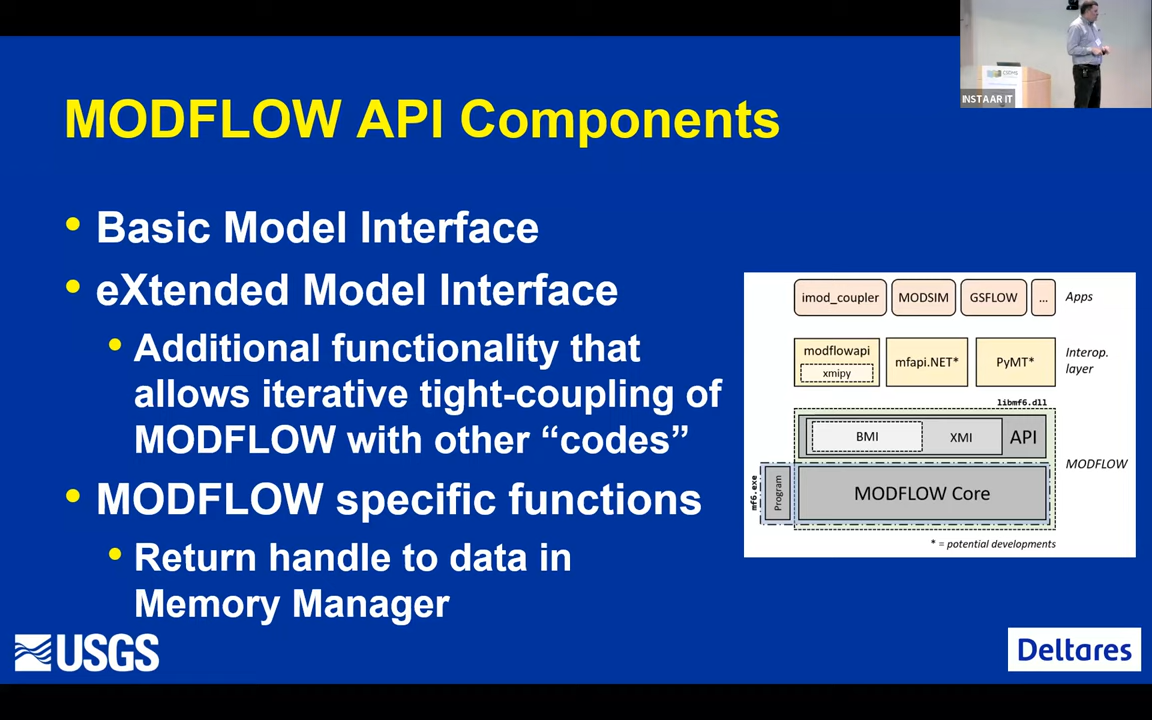 MODFLOW API Components
• Basic Model Interface
• eXtended Model Interface
• Additional functionality that
allows iterative tight-coupling of
MODFLOW with other “codes”
• MODFLOW specific functions
• Return handle to data in
Memory Manager
imod_coupler
MODSIM
GSFLOW
...
Apps
modflowapi
xmipy
mfapi.NET*
PyMT*
Interop.
layer
libmf6.dll
BMI
XMI
API
MODFLOW
mf6.exe
Program
MODFLOW Core
* = potential developments
USGS
Deltares
INSTAAR IT